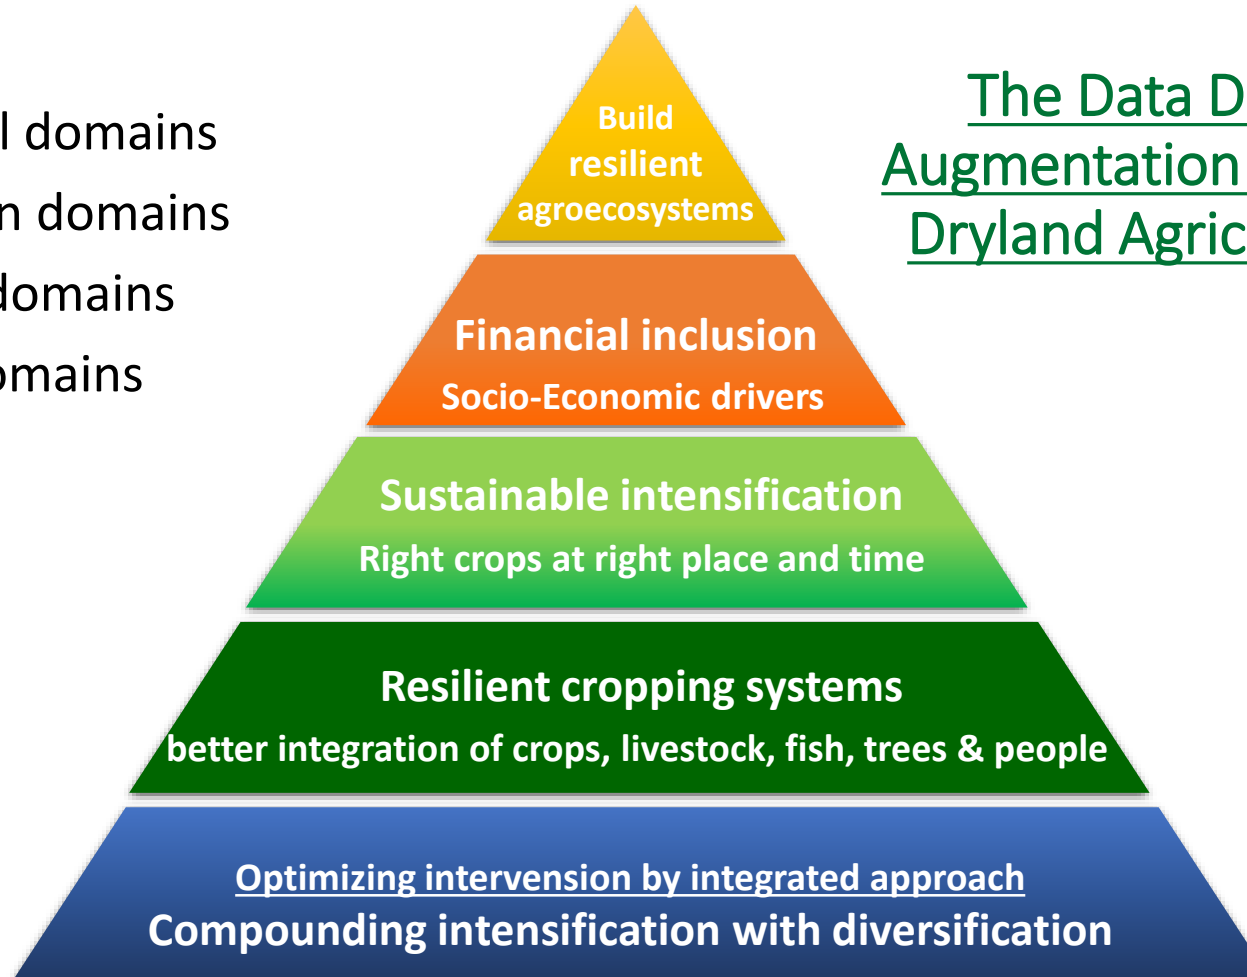 l domains
n domains
domains
omains
The Data D
Augmentation
Dryland Agric
Build
resilient
agroecosystems
Financial inclusion
Socio-Economic drivers
Sustainable intensification
Right crops at right place and time
Resilient cropping systems
better integration of crops, livestock, fish, trees & people
Optimizing intervension by integrated approach
Compounding intensification with diversification